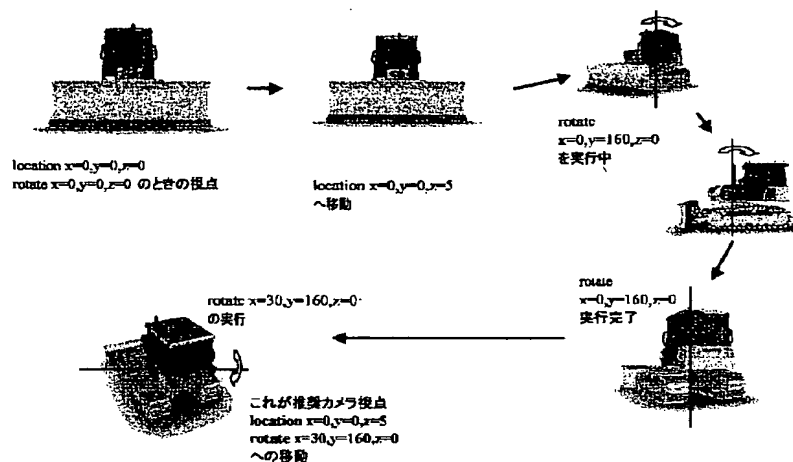 location x=0,y=0,z=0
rotate x=0,y=0,z=0 のときの視点
location x=0,y=0,z=5
へ移動
rotate
x=0,y=160,z=0
を実行中
rotate
x=0,y=160,z=0
実行完了
rotate x=30,y=160,z=0
の実行
これが推奨カメラ視点
location x=0,y=0,z=5
rotate x=30,y=160,z=0
への移動